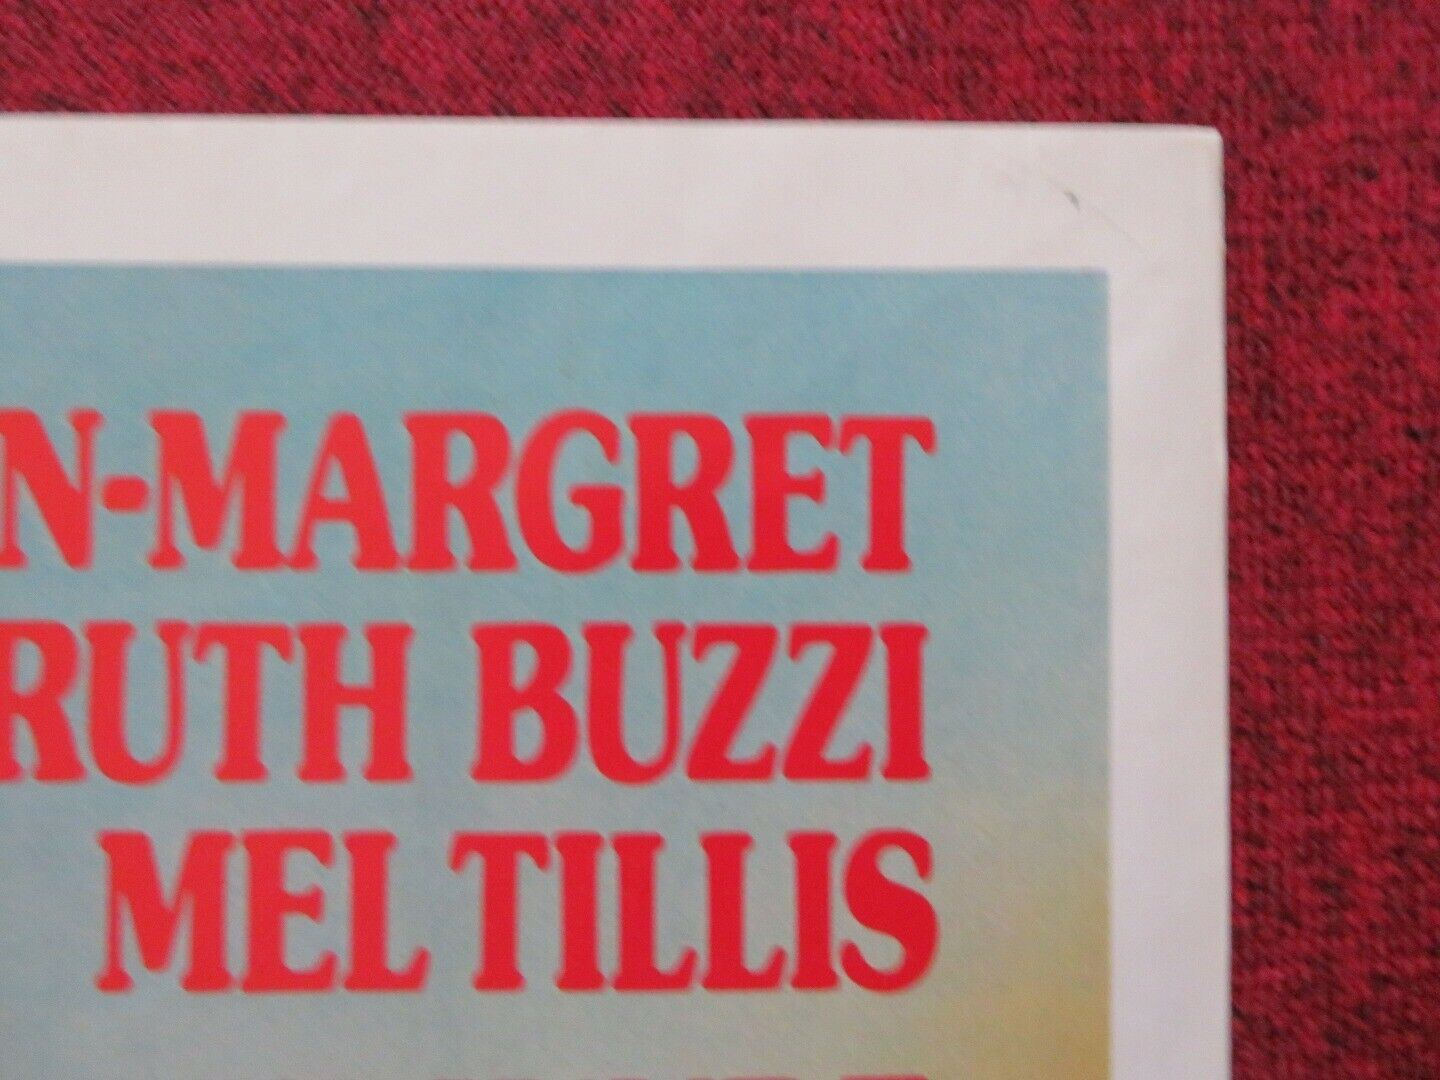 N-MARGRET
RUTH BUZZI
MEL TILLIS